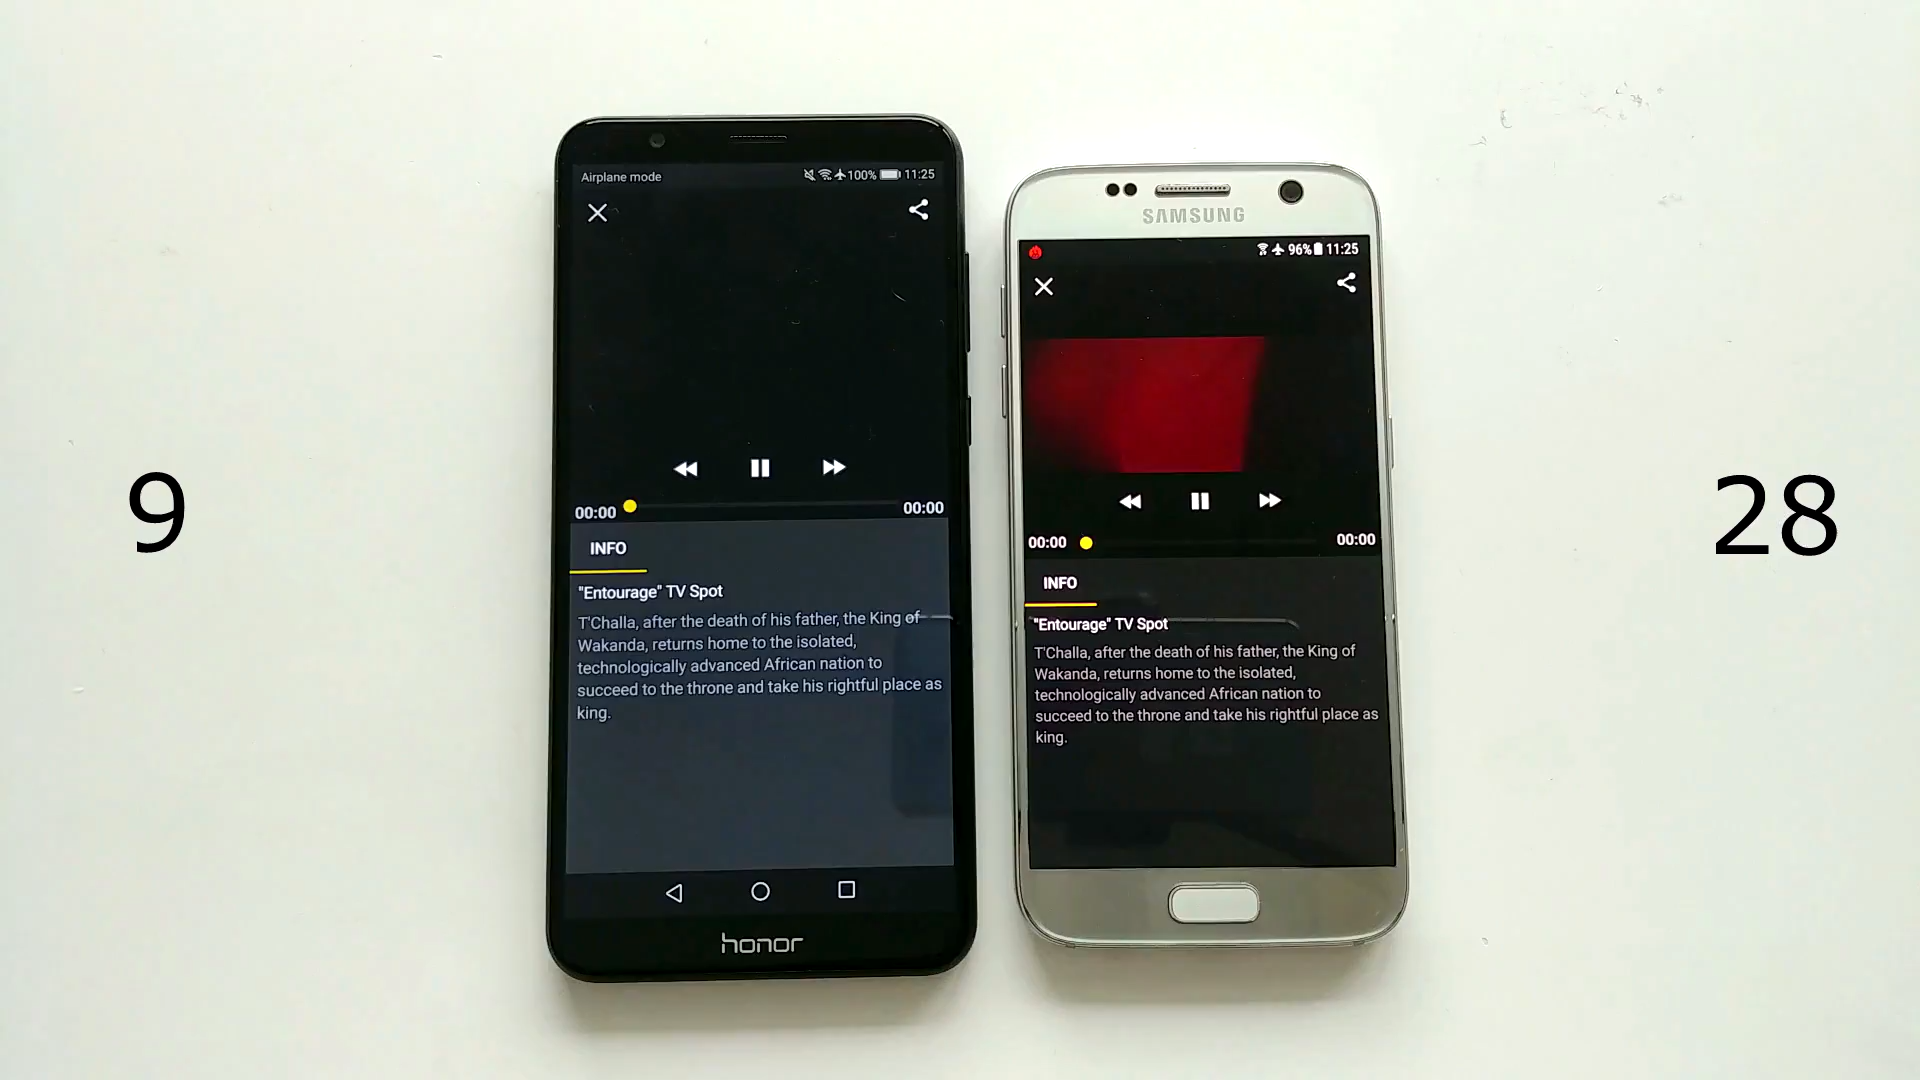 9
Airplane mode
100% 11:25
00:00
00:00
INFO
"Entourage" TV Spot
T'Challa, after the death of his father, the King of
Wakanda, returns home to the isolated,
technologically advanced African nation to
succeed to the throne and take his rightful place as
king.
honor
SAMSUNG
96% 11:25
00:00
00:00
INFO
"Entourage" TV Spot
T'Challa, after the death of his father, the King of
Wakanda, returns home to the isolated,
technologically advanced African nation to
succeed to the throne and take his rightful place as
king.
28